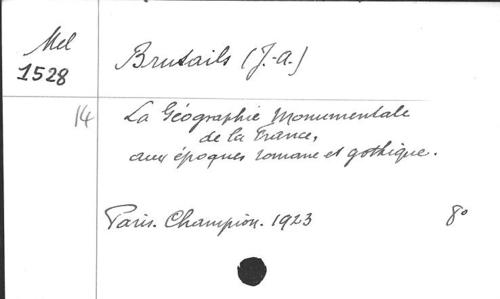 Mel
1528
Brutails (J.-A.)
14
La Géographie Monumentale
de la France,
aux époques romane et gothique.
Paris. Champion. 1923
8°